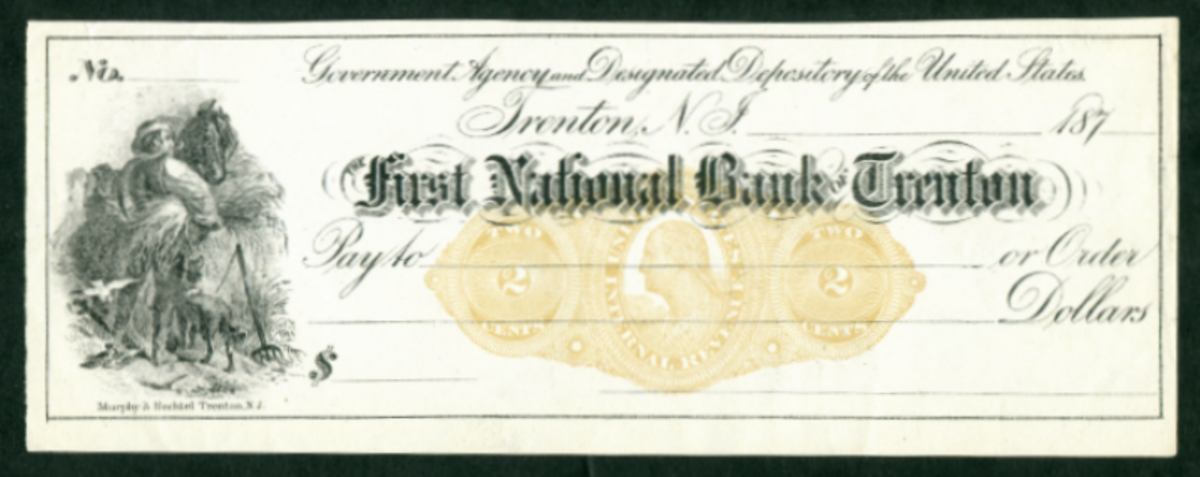 No.
Government Agency and Designated Depository of the United States.
Trenton, N. J. 187
First National Bank of Trenton
Pay to or Order
TWO 2 CENTS
U.S. INTERNAL REVENUE
TWO 2 CENTS
Dollars
$
Murphy & Bechtel Trenton, N.J.